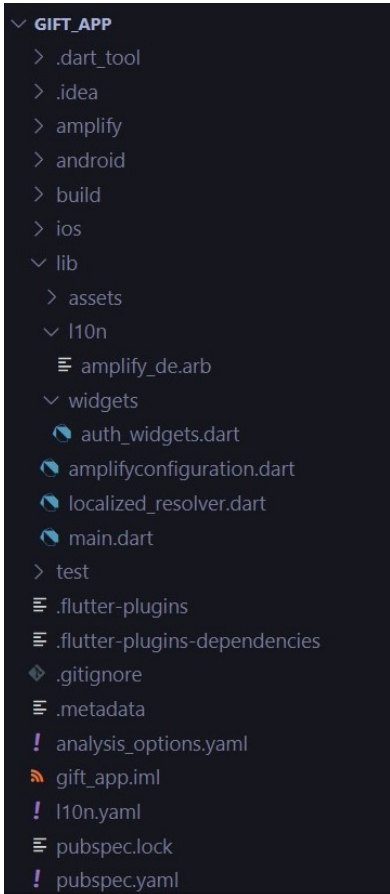 GIFT_APP
.dart_tool
.idea
amplify
android
build
ios
lib
assets
l10n
amplify_de.arb
widgets
auth_widgets.dart
amplifyconfiguration.dart
localized_resolver.dart
main.dart
test
.flutter-plugins
.flutter-plugins-dependencies
.gitignore
.metadata
analysis_options.yaml
gift_app.iml
l10n.yaml
pubspec.lock
pubspec.yaml